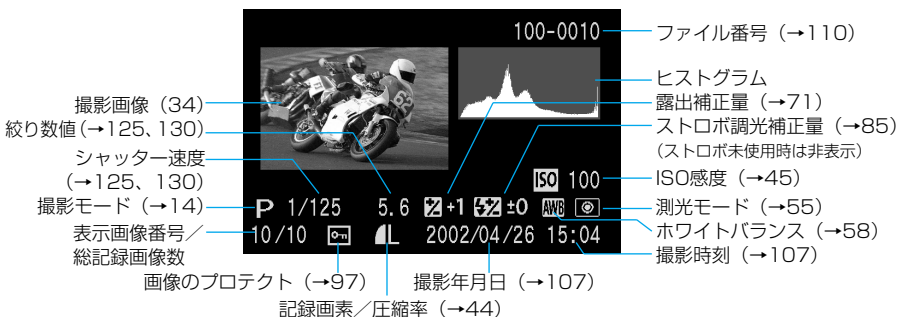 100-0010
ファイル番号（→110）
ヒストグラム
撮影画像（34）
露出補正量（→71）
絞り数値（→125、130）
ストロボ調光補正量（→85）
（ストロボ未使用時は非表示）
シャッター速度
（→125、130）
62
ISO 100
ISO感度（→45）
撮影モード（→14）
P 1/125 5.6 +1 ±0 AWB
測光モード（→55）
ホワイトバランス（→58）
表示画像番号／
総記録画像数
10/10 L 2002/04/26 15:04
撮影時刻（→107）
画像のプロテクト（→97）
撮影年月日（→107）
記録画素／圧縮率（→44）